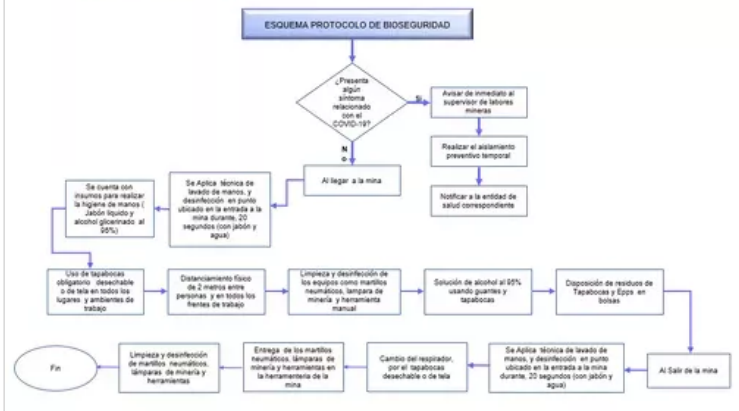 ESQUEMA PROTOCOLO DE BIOSEGURIDAD
¿Presenta
algún
síntoma
relacionado
con el
COVID-19?
Si
Avisar de inmediato al
supervisor de labores
mineras
Realizar el aislamiento
preventivo temporal
Notificar a la entidad de
salud correspondiente
N
o
Al llegar a la mina
Se Aplica técnica de
lavado de manos, y
desinfección en punto
ubicado en la entrada a la
mina durante, 20
segundos (con jabón y
agua)
Se cuenta con
insumos para realizar
la higiene de manos (
Jabón líquido y
alcohol glicerinado al
95%)
Uso de tapabocas
obligatorio desechable
o de tela en todos los
lugares y ambientes de
trabajo
Distanciamiento físico
de 2 metros entre
personas y en todos los
frentes de trabajo
Limpieza y desinfección de
los equipos como martillos
neumáticos, lampara de
minería y herramienta
manual
Solución de alcohol al 95%
usando guantes y
tapabocas
Disposición de residuos de
Tapabocas y Epps en
bolsas
Al Salir de la mina
Se Aplica técnica de lavado de
manos, y desinfección en punto
ubicado en la entrada a la mina
durante, 20 segundos (con jabón y
agua)
Cambio del respirador,
por el tapabocas
desechable o de tela
Entrega de los martillos
neumáticos, lámparas de
minería y herramientas en
la herramenteria de la
mina
Limpieza y desinfección
de martillos neumáticos,
lámparas de minería y
herramientas
Fin